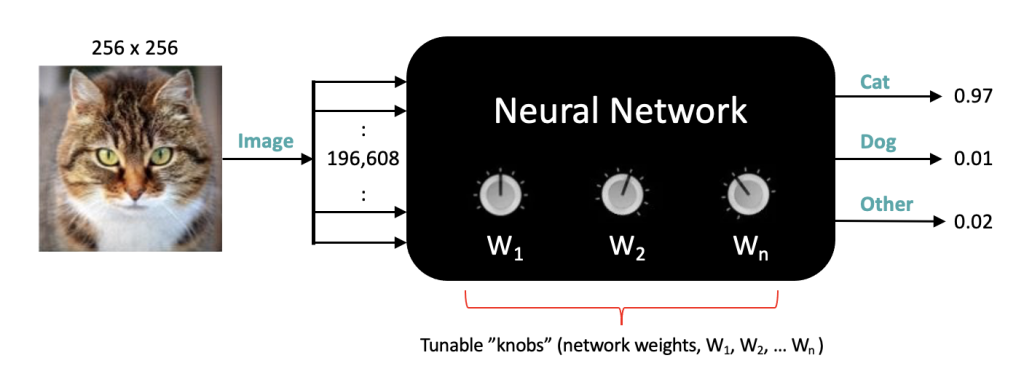 256 x 256
Image
:
196,608
:
Neural Network
W₁
W₂
Wₙ
Cat
0.97
Dog
0.01
Other
0.02
Tunable ”knobs” (network weights, W₁, W₂, ... Wₙ)